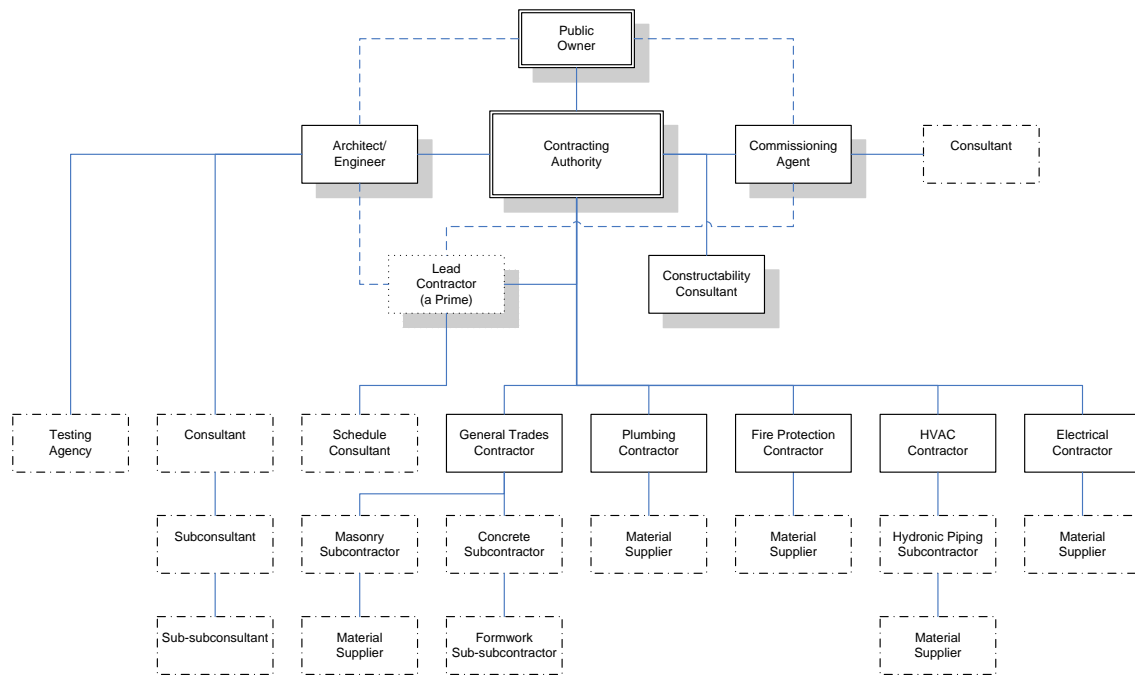 Public
Owner
Architect/
Engineer
Contracting
Authority
Commissioning
Agent
Consultant
Lead
Contractor
(a Prime)
Constructability
Consultant
Testing
Agency
Consultant
Schedule
Consultant
General Trades
Contractor
Plumbing
Contractor
Fire Protection
Contractor
HVAC
Contractor
Electrical
Contractor
Subconsultant
Masonry
Subcontractor
Concrete
Subcontractor
Material
Supplier
Material
Supplier
Hydronic Piping
Subcontractor
Material
Supplier
Sub-subconsultant
Material
Supplier
Formwork
Sub-subcontractor
Material
Supplier